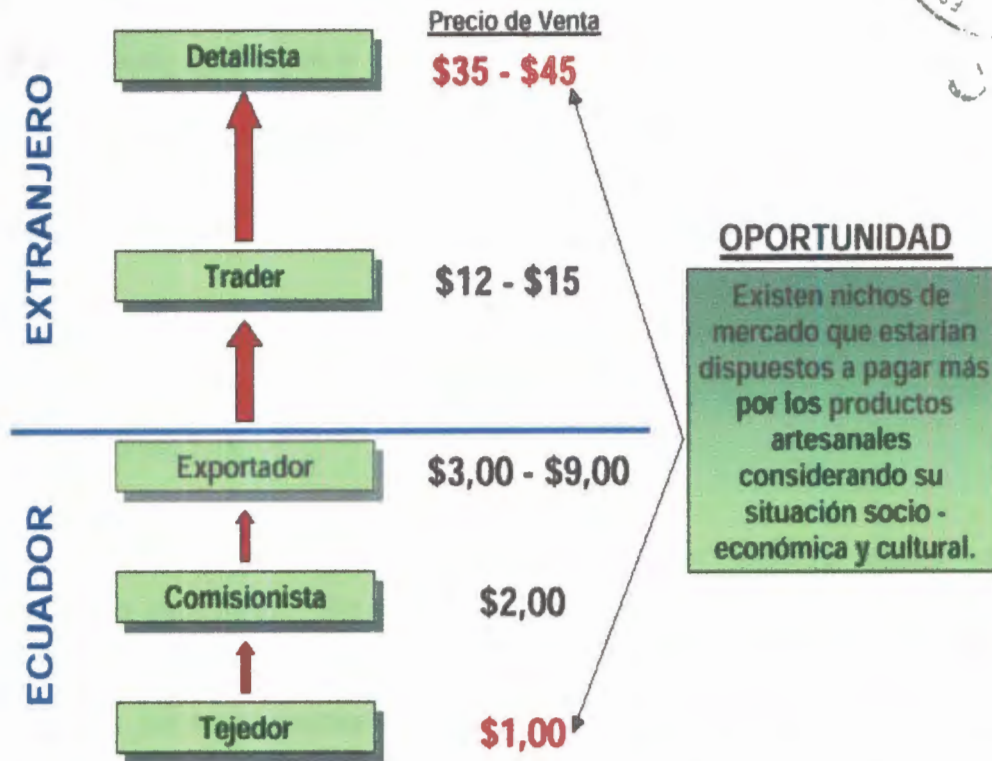 Precio de Venta
Detallista
$35 - $45
EXTRANJERO
Trader
$12 - $15
OPORTUNIDAD
Existen nichos de
mercado que estarían
dispuestos a pagar más
por los productos
artesanales
considerando su
situación socio -
económica y cultural.
Exportador
$3,00 - $9,00
ECUADOR
Comisionista
$2,00
Tejedor
$1,00